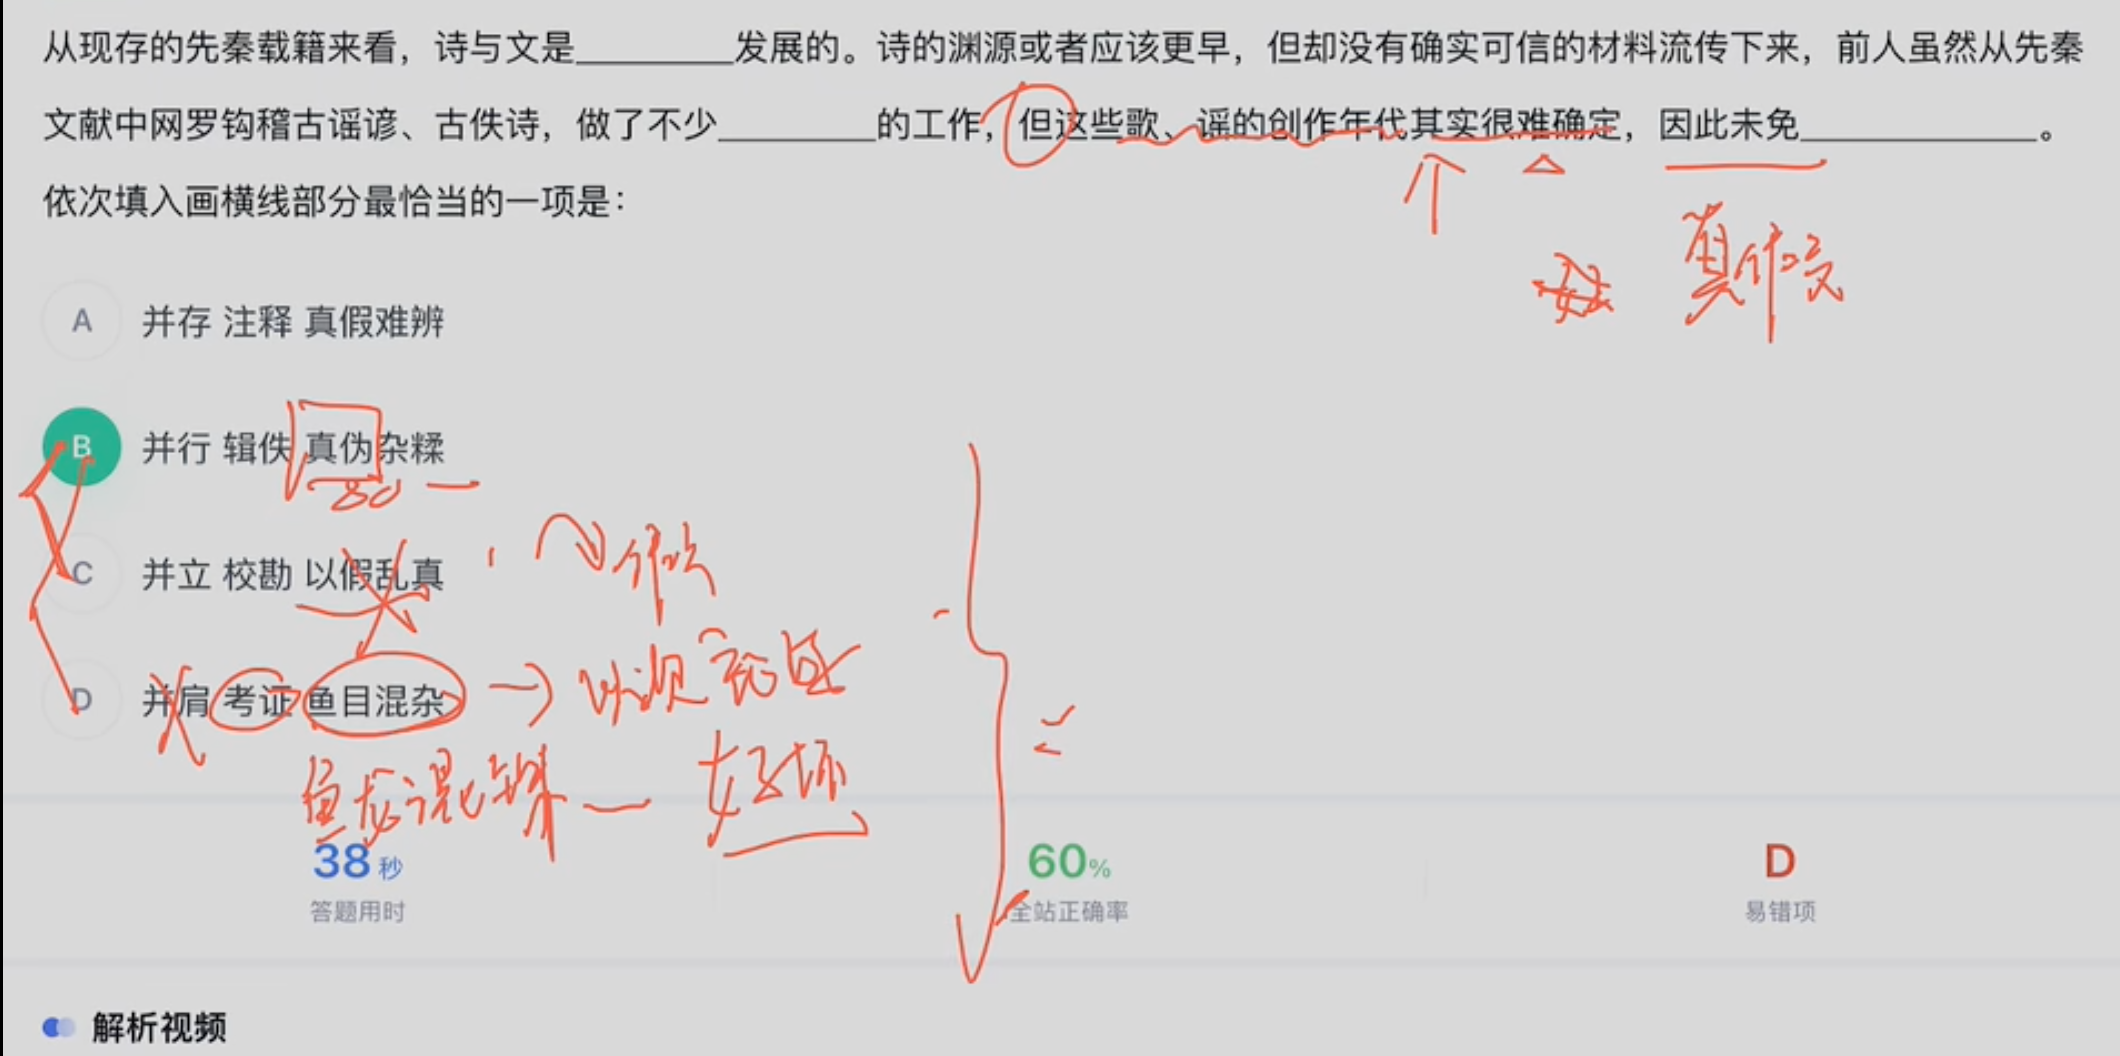 从现存的先秦载籍来看，诗与文是________发展的。诗的渊源或者应该更早，但却没有确实可信的材料流传下来，前人虽然从先秦
文献中网罗钩稽古谣谚、古佚诗，做了不少________的工作，但这些歌、谣的创作年代其实很难确定，因此未免____________。
依次填入画横线部分最恰当的一项是：
真伪
A 并存 注释 真假难辨
B 并行 辑佚 真伪杂糅
C 并立 校勘 以假乱真
D 并肩 考证 鱼目混杂
以次充好
鱼龙混杂 — 好坏
38秒
答题用时
60%
全站正确率
D
易错项
解析视频